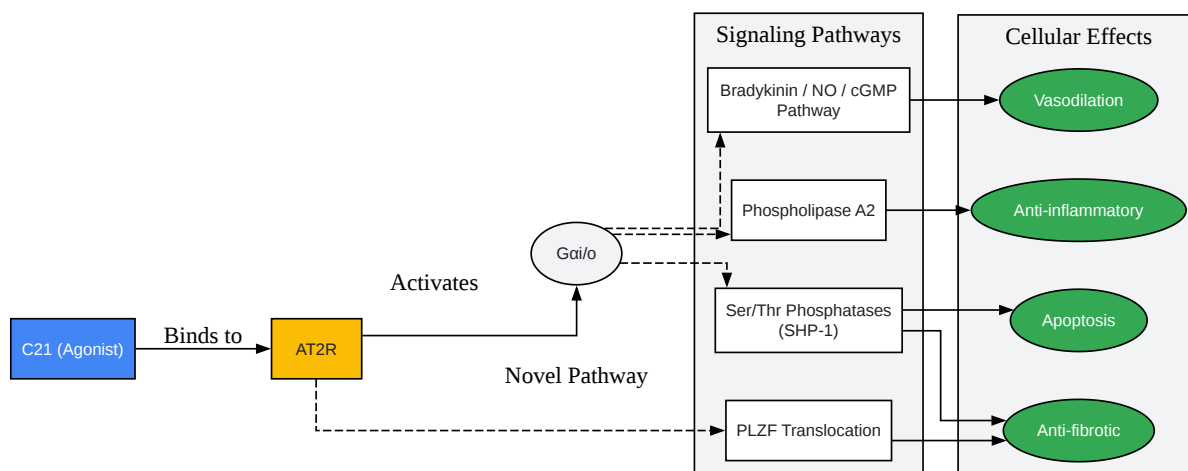 Signaling Pathways
Cellular Effects
Bradykinin / NO / cGMP
Pathway
Vasodilation
Phospholipase A2
Anti-inflammatory
Gαi/o
Activates
Ser/Thr Phosphatases
(SHP-1)
Apoptosis
C21 (Agonist)
Binds to
AT2R
Novel Pathway
PLZF Translocation
Anti-fibrotic